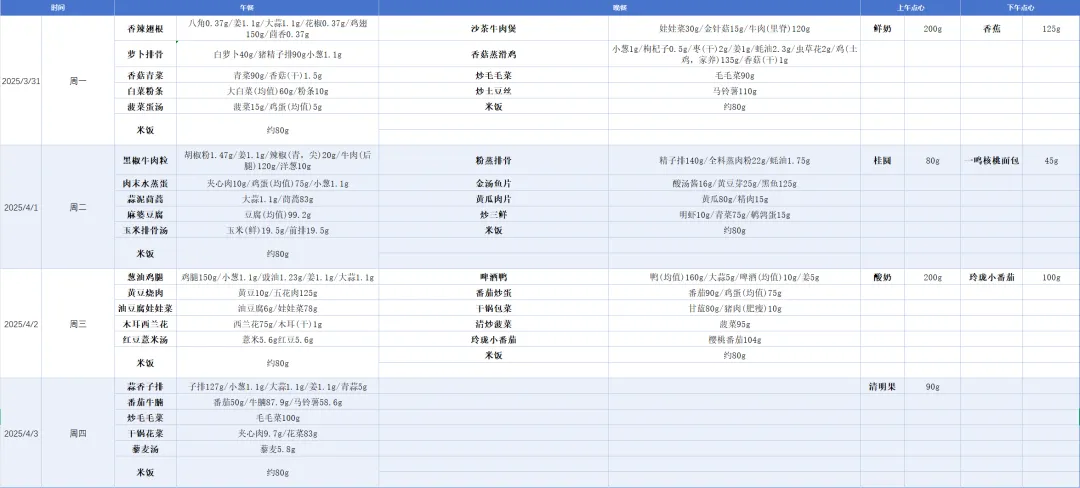 时间 午餐 晚餐 上午点心 下午点心
2025/3/31 周一
香辣翅根 八角0.37g/姜1.1g/大蒜1.1g/花椒0.37g/鸡翅150g/茴香0.37g 沙茶牛肉煲 娃娃菜30g/金针菇15g/牛肉(里脊)120g 鲜奶 200g 香蕉 125g
萝卜排骨 白萝卜40g/猪精子排90g小葱1.1g 香菇蒸滑鸡 小葱1g/枸杞子0.5g/枣(干)2g/姜1g/蚝油2.3g/虫草花2g/鸡(土鸡，家养)135g/香菇(干)1g
香菇青菜 青菜90g/香菇(干)1.5g 炒毛毛菜 毛毛菜90g
白菜粉条 大白菜(均值)60g/粉条10g 炒土豆丝 马铃薯110g
菠菜蛋汤 菠菜15g/鸡蛋(均值)5g 米饭 约80g
米饭 约80g
2025/4/1 周二
黑椒牛肉粒 胡椒粉1.47g/姜1.1g/辣椒(青，尖)20g/牛肉(后腿)120g/洋葱10g 粉蒸排骨 精子排140g/全料蒸肉粉22g/蚝油1.75g 桂圆 80g 一鸣核桃面包 45g
肉末水蒸蛋 夹心肉10g/鸡蛋(均值)75g/小葱1.1g 金汤鱼片 酸汤酱16g/黄豆芽25g/黑鱼125g
蒜泥茼蒿 大蒜1.1g/茼蒿83g 黄瓜肉片 黄瓜80g/精肉15g
麻婆豆腐 豆腐(均值)99.2g 炒三鲜 明虾10g/青菜75g/鹌鹑蛋15g
玉米排骨汤 玉米(鲜)19.5g/前排19.5g 米饭 约80g
米饭 约80g
2025/4/2 周三
葱油鸡腿 鸡腿150g/小葱1.1g/豉油1.23g/姜1.1g/大蒜1.1g 啤酒鸭 鸭(均值)160g/大蒜5g/啤酒(均值)10g/姜5g 酸奶 200g 玲珑小番茄 100g
黄豆烧肉 黄豆10g/五花肉125g 番茄炒蛋 番茄90g/鸡蛋(均值)75g
油豆腐娃娃菜 油豆腐6g/娃娃菜78g 干锅包菜 甘蓝80g/猪肉(肥瘦)10g
木耳西兰花 西兰花75g/木耳(干)1g 清炒菠菜 菠菜95g
红豆薏米汤 薏米5.6g红豆5.6g 玲珑小番茄 樱桃番茄104g
米饭 约80g 米饭 约80g
2025/4/3 周四
蒜香子排 子排127g/小葱1.1g/大蒜1.1g/姜1.1g/青蒜5g 清明果 90g
番茄牛腩 番茄50g/牛腩87.9g/马铃薯58.6g
炒毛毛菜 毛毛菜100g
干锅花菜 夹心肉9.7g/花菜83g
藜麦汤 藜麦5.8g
米饭 约80g